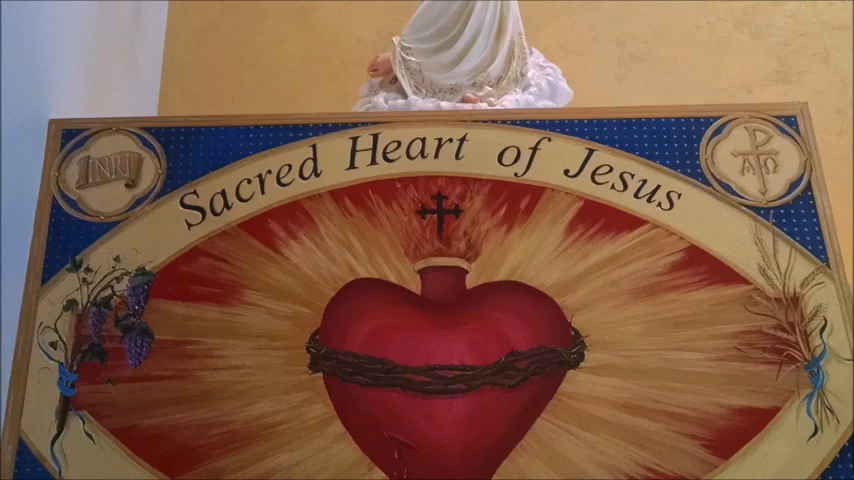 INRI
Sacred Heart of Jesus
Α Ω